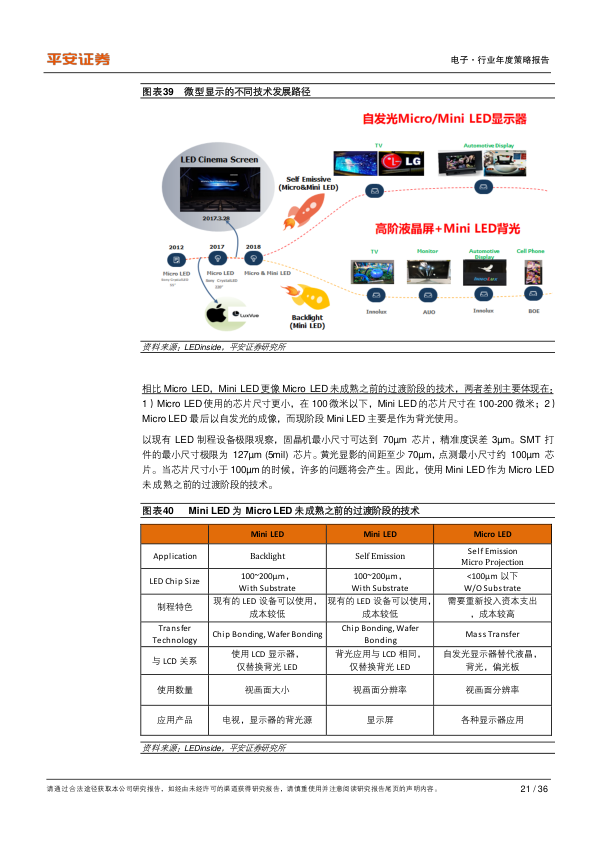 平安证券
电子·行业年度策略报告
图表39 微型显示的不同技术发展路径
自发光Micro/Mini LED显示器
TV
Automotive Display
LED Cinema Screen
LG
Self Emissive
(Micro&Mini LED)
2017.3.28
高阶液晶屏+Mini LED背光
2012 2017 2018
TV Monitor Automotive Display Cell Phone
Micro LED Micro LED Micro & Mini LED
Sony CrystalLED
Sony CrystalLED
LuxVue
Backlight
(Mini LED)
Innolux AUO Innolux BOE
资料来源：LEDinside，平安证券研究所
相比 Micro LED，Mini LED 更像 Micro LED 未成熟之前的过渡阶段的技术，两者差别主要体现在：
1）Micro LED 使用的芯片尺寸更小，在 100 微米以下，Mini LED 的芯片尺寸在 100-200 微米；2）
Micro LED 最后以自发光的成像，而现阶段 Mini LED 主要是作为背光使用。
以现有 LED 制程设备极限观察，固晶机最小尺寸可达到 70μm 芯片，精准度误差 3μm。SMT 打
件的最小尺寸极限为 127μm (5mil) 芯片。黄光显影的间距至少 70μm，点测最小尺寸约 100μm 芯
片。当芯片尺寸小于 100μm 的时候，许多的问题将会产生。因此，使用 Mini LED 作为 Micro LED
未成熟之前的过渡阶段的技术。
图表40 Mini LED 为 Micro LED 未成熟之前的过渡阶段的技术
Mini LED Mini LED Micro LED
Application Backlight Self Emission Self Emission
Micro Projection
LED Chip Size 100~200μm， 100~200μm， <100μm 以下
With Substrate With Substrate W/O Substrate
制程特色 现有的 LED 设备可以使用， 现有的 LED 设备可以使用， 需要重新投入资本支出
成本较低 成本较低 ，成本较高
Transfer Technology Chip Bonding, Wafer Bonding Chip Bonding, Wafer Bonding Mass Transfer
与 LCD 关系 使用 LCD 显示器， 背光应用与 LCD 相同， 自发光显示器替代液晶，
仅替换背光 LED 仅替换背光 LED 背光，偏光板
使用数量 视画面大小 视画面分辨率 视画面分辨率
应用产品 电视，显示器的背光源 显示屏 各种显示器应用
资料来源：LEDinside，平安证券研究所
请通过合法途径获取本公司研究报告，如经由未经许可的渠道获得研究报告，请慎重使用并注意阅读研究报告尾页的声明内容。
21 / 36